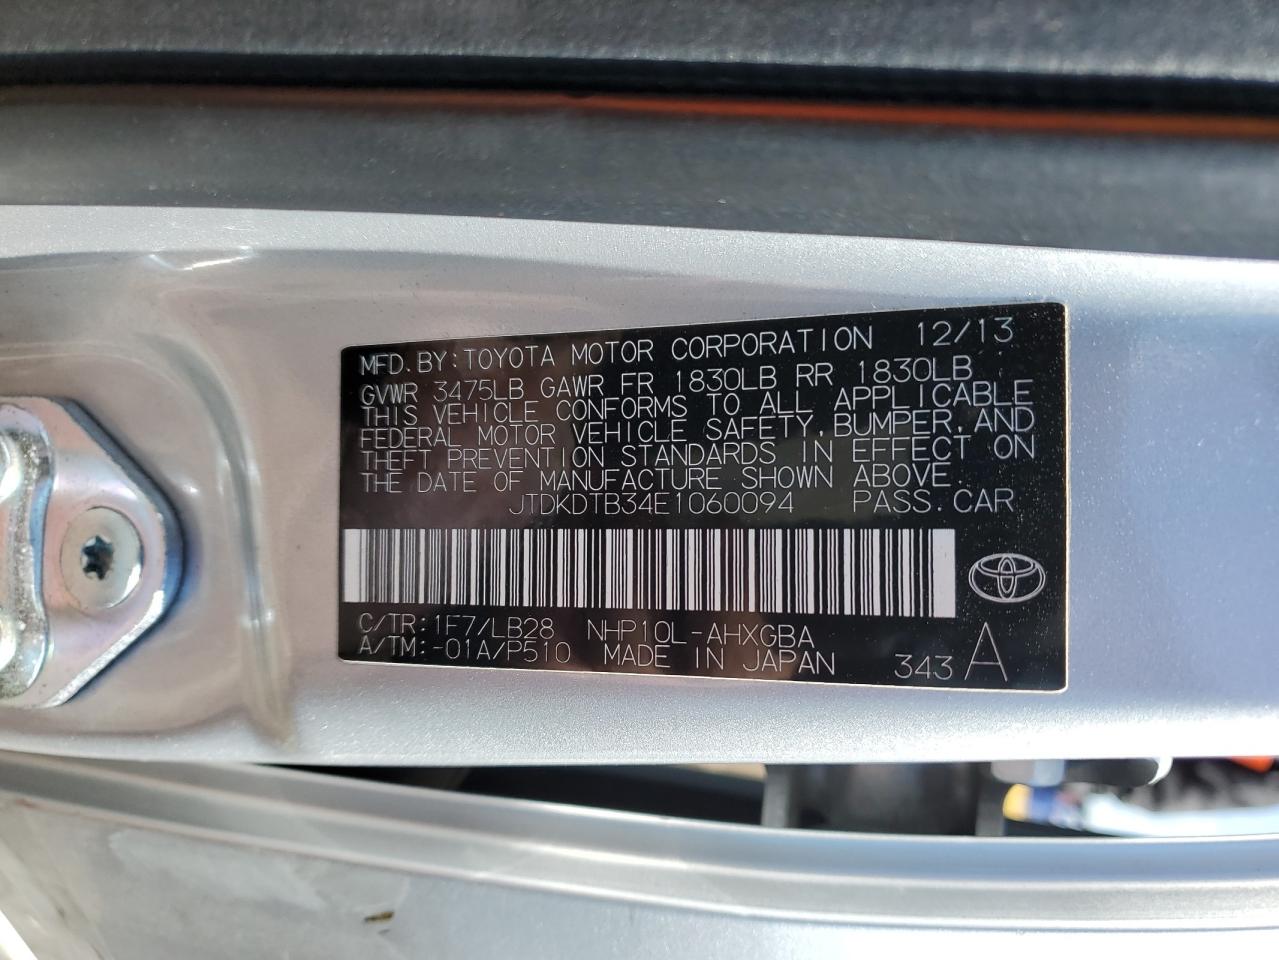 MFD. BY: TOYOTA MOTOR CORPORATION 12/13
GVWR 3475LB GAWR FR 1830LB RR 1830LB
THIS VEHICLE CONFORMS TO ALL APPLICABLE
FEDERAL MOTOR VEHICLE SAFETY, BUMPER, AND
THEFT PREVENTION STANDARDS IN EFFECT ON
THE DATE OF MANUFACTURE SHOWN ABOVE.
JTDKDTB34E1060094 PASS. CAR
C/TR: 1F7/LB28 NHP10L-AHXGBA
A/TM: -01A/P510 MADE IN JAPAN 343 A